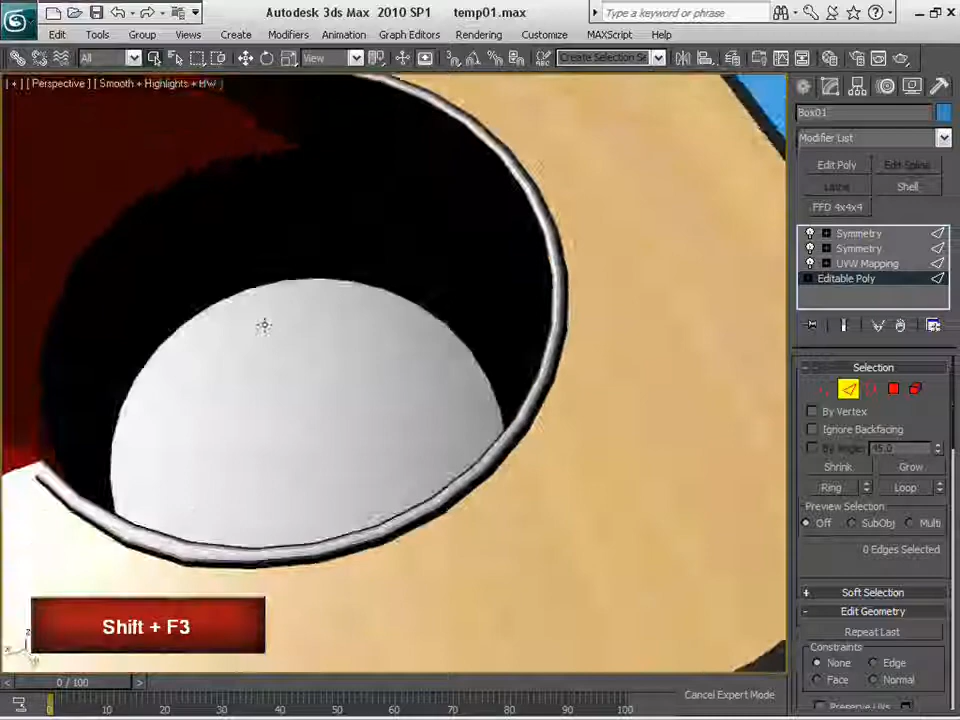 Autodesk 3ds Max 2010 SP1 temp01.max
Type a keyword or phrase
Edit Tools Group Views Create Modifiers Animation Graph Editors Rendering Customize MAXScript Help
All View Create Selection Se
[ + ] [ Perspective ] [ Smooth + Highlights + HW ]
Box01
Modifier List
Edit Poly Edit Spline
Lathe Shell
FFD 4x4x4
Symmetry
Symmetry
UVW Mapping
Editable Poly
- Selection
By Vertex
Ignore Backfacing
By Angle: 45.0
Shrink Grow
Ring Loop
Preview Selection
Off SubObj Multi
0 Edges Selected
+ Soft Selection
- Edit Geometry
Repeat Last
Constraints
None Edge
Face Normal
Preserve UVs
Shift + F3
< 0 / 100 >
Cancel Expert Mode
0 10 20 30 40 50 60 70 80 90 100